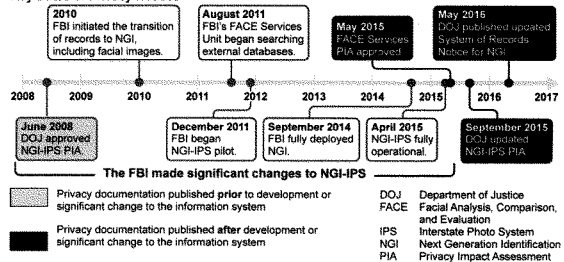 2010
FBI initiated the transition
of records to NGI,
including facial images.
August 2011
FBI's FACE Services
Unit began searching
external databases.
May 2015
FACE Services
PIA approved
May 2016
DOJ published updated
System of Records
Notice for NGI
2008 2009 2010 2011 2012 2013 2014 2015 2016 2017
June 2008
DOJ approved
NGI-IPS PIA.
December 2011
FBI began
NGI-IPS pilot.
September 2014
FBI fully deployed
NGI.
April 2015
NGI-IPS fully
operational.
September 2015
DOJ updated
NGI-IPS PIA
The FBI made significant changes to NGI-IPS
Privacy documentation published prior to development or
significant change to the information system
Privacy documentation published after development or
significant change to the information system
DOJ Department of Justice
FACE Facial Analysis, Comparison,
and Evaluation
IPS Interstate Photo System
NGI Next Generation Identification
PIA Privacy Impact Assessment